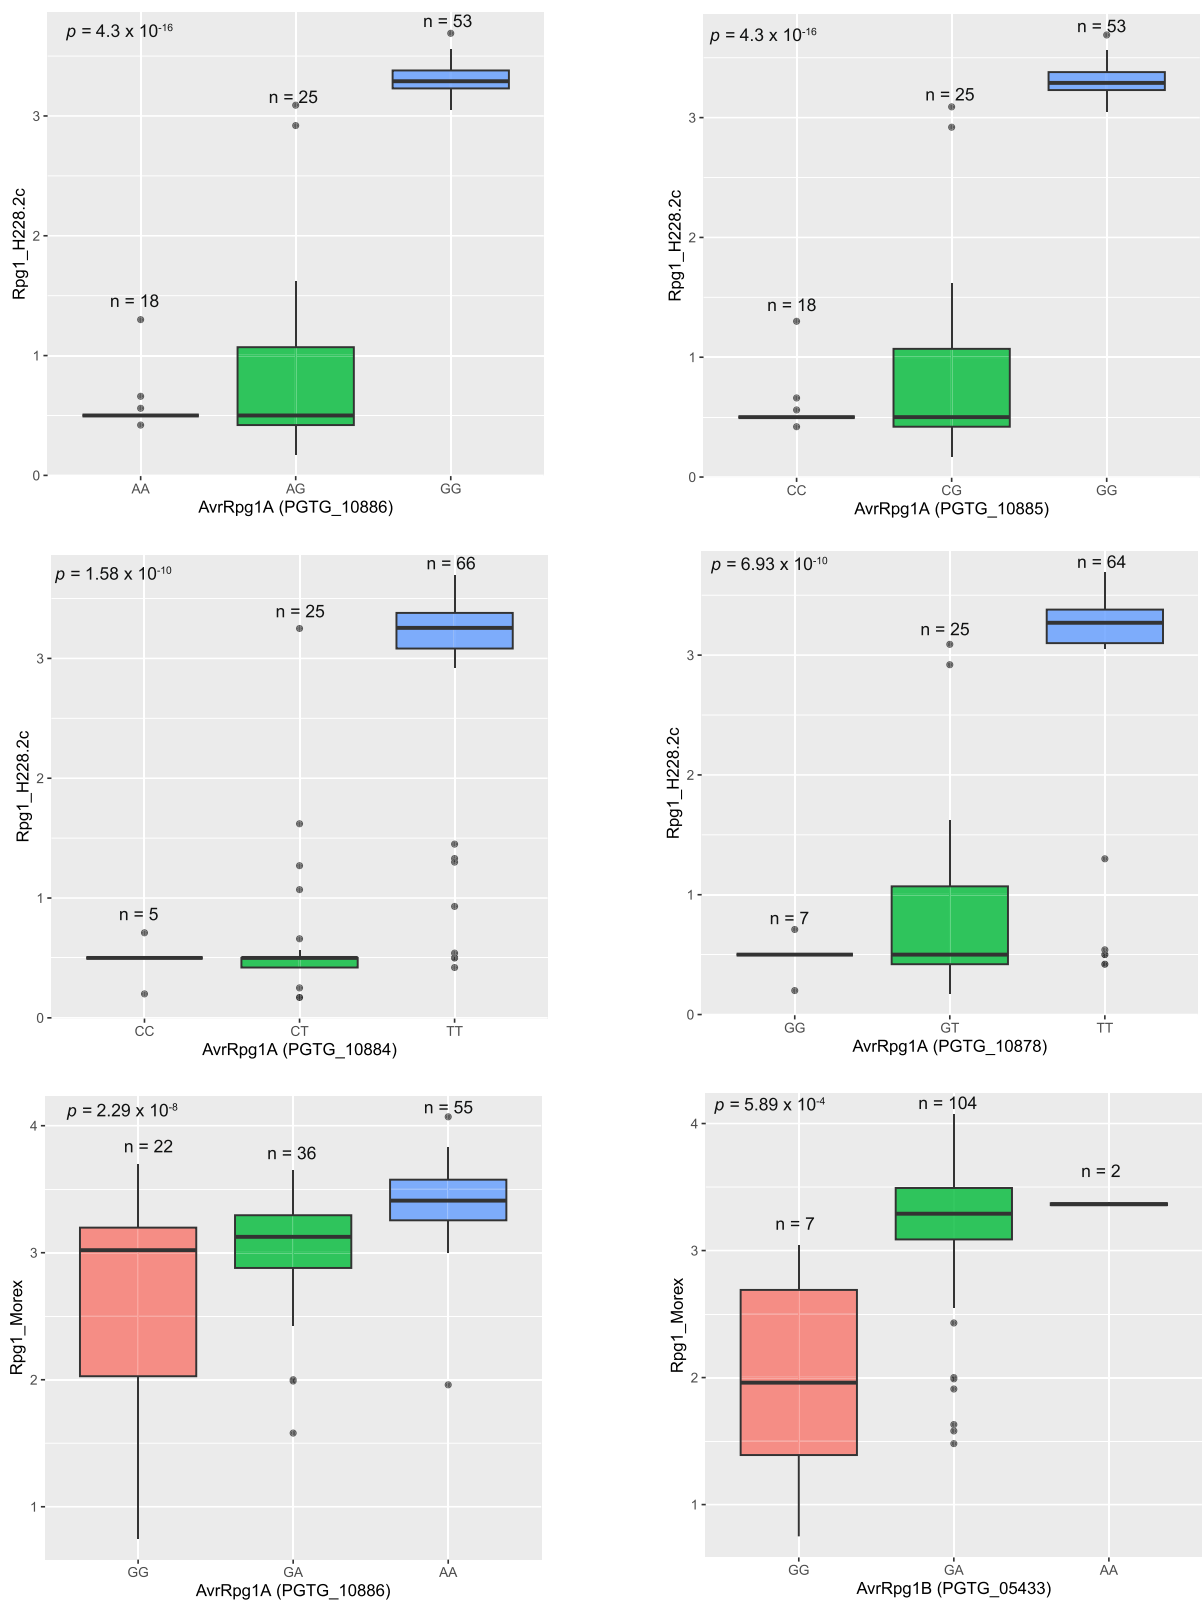 p = 4.3 x 10-16
n = 53
n = 25
n = 18
3
2
1
0
Rpg1_H228.2c
AA AG GG
AvrRpg1A (PGTG_10886)
p = 4.3 x 10-16
n = 53
n = 25
n = 18
3
2
1
0
Rpg1_H228.2c
CC CG GG
AvrRpg1A (PGTG_10885)
p = 1.58 x 10-10
n = 66
n = 25
n = 5
3
2
1
0
Rpg1_H228.2c
CC CT TT
AvrRpg1A (PGTG_10884)
p = 6.93 x 10-10
n = 64
n = 25
n = 7
3
2
1
0
Rpg1_H228.2c
GG GT TT
AvrRpg1A (PGTG_10878)
p = 2.29 x 10-8
n = 55
n = 22
n = 36
4
3
2
1
Rpg1_Morex
GG GA AA
AvrRpg1A (PGTG_10886)
p = 5.89 x 10-4
n = 104
n = 2
n = 7
4
3
2
1
Rpg1_Morex
GG GA AA
AvrRpg1B (PGTG_05433)